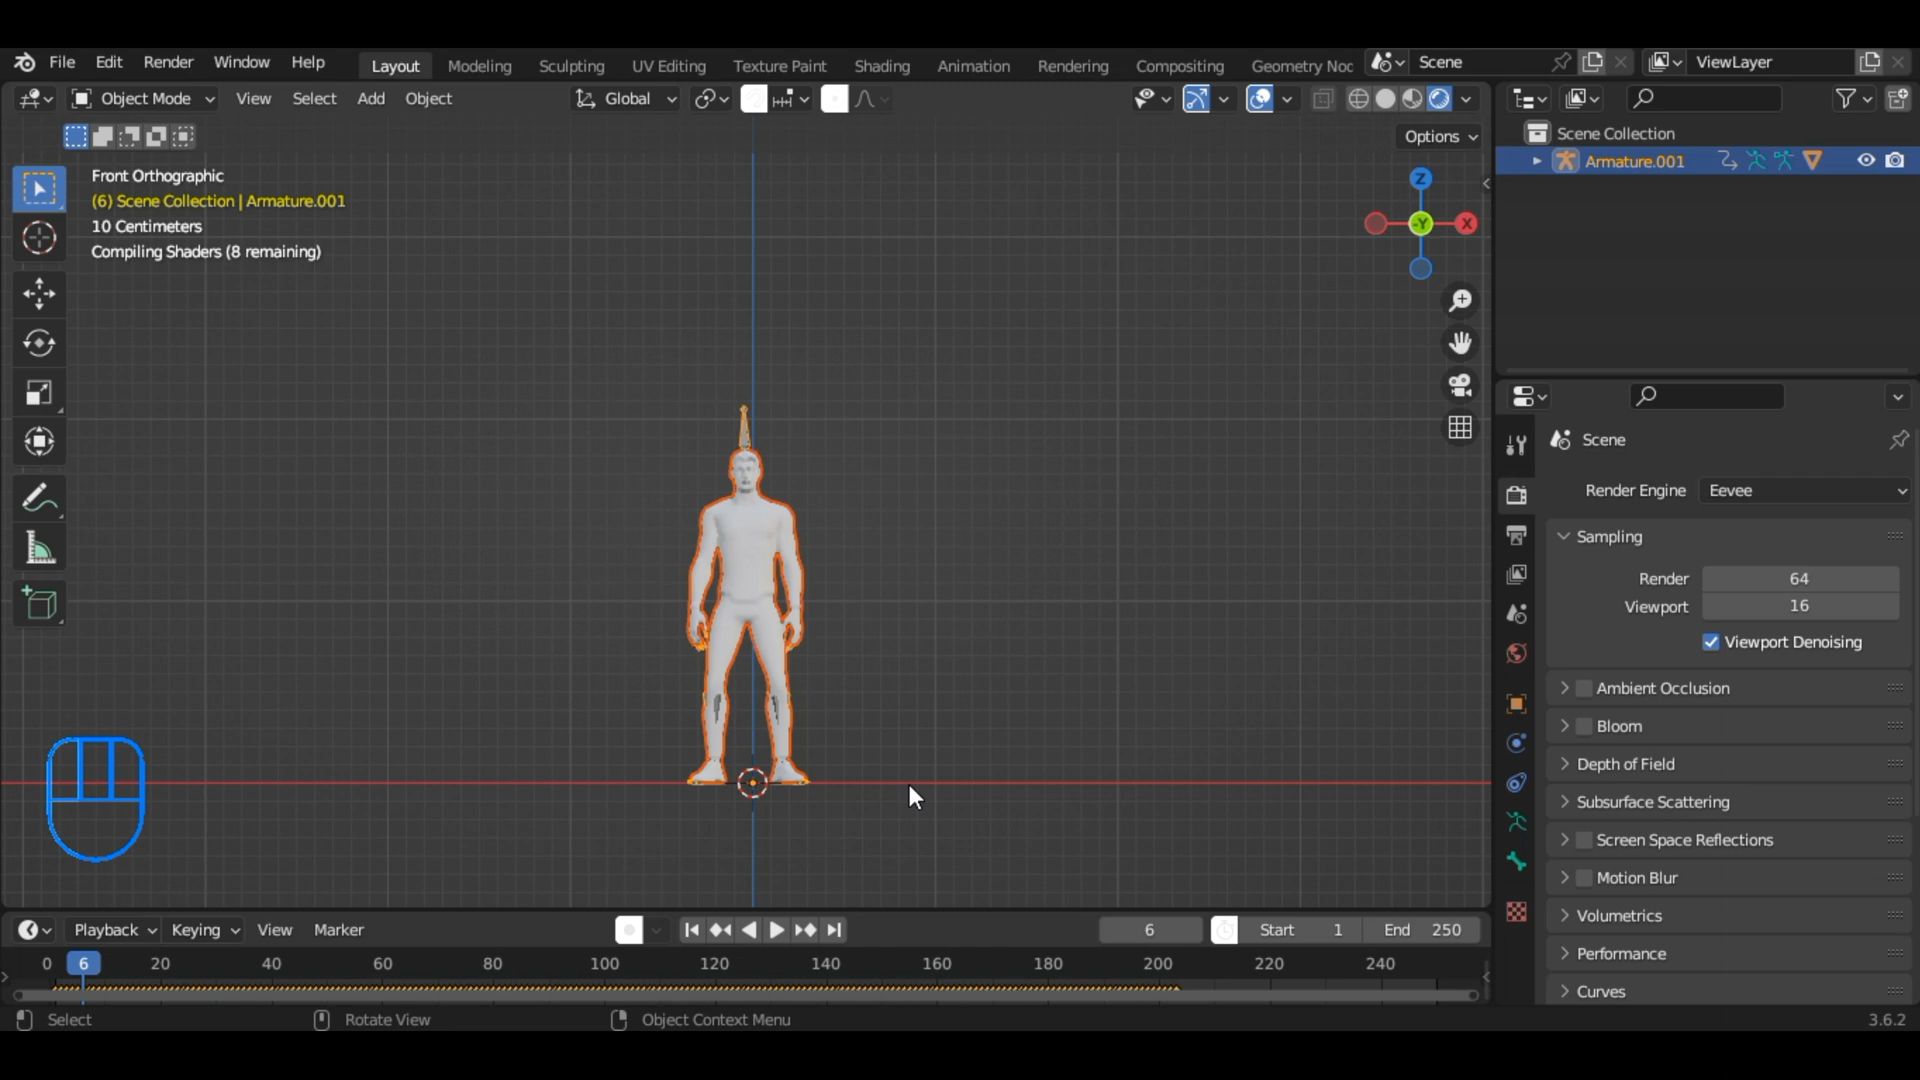 File Edit Render Window Help Layout Modeling Sculpting UV Editing Texture Paint Shading Animation Rendering Compositing Geometry Noc Scene ViewLayer
Object Mode View Select Add Object Global
Options
Front Orthographic
(6) Scene Collection | Armature.001
10 Centimeters
Compiling Shaders (8 remaining)
Z
-Y X
Scene Collection
Armature.001
Scene
Render Engine Eevee
Sampling
Render 64
Viewport 16
Viewport Denoising
Ambient Occlusion
Bloom
Depth of Field
Subsurface Scattering
Screen Space Reflections
Motion Blur
Volumetrics
Performance
Curves
Playback Keying View Marker 6 Start 1 End 250
0 6 20 40 60 80 100 120 140 160 180 200 220 240
Select Rotate View Object Context Menu 3.6.2